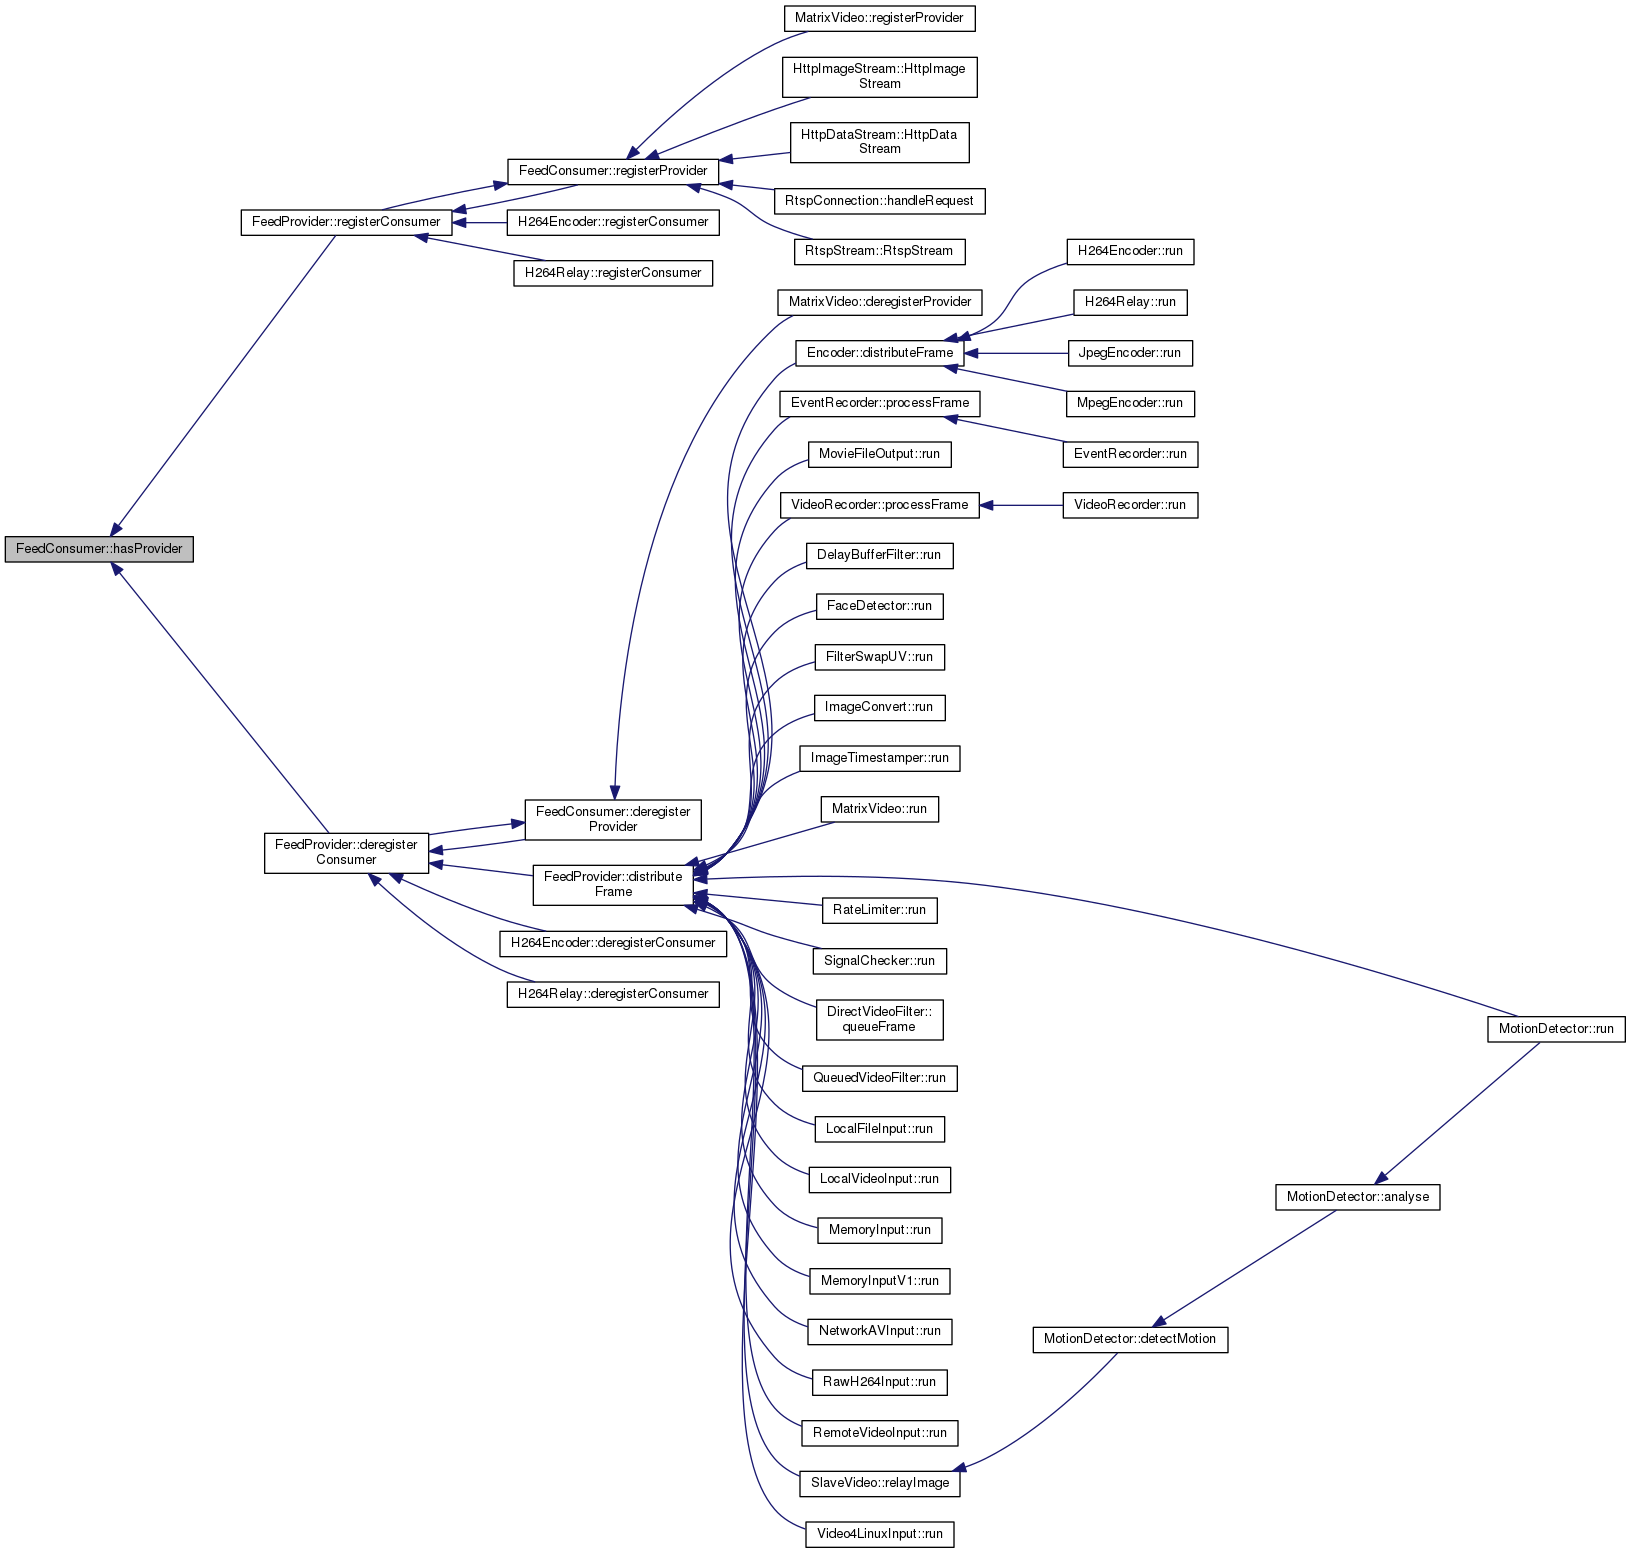 MatrixVideo::registerProvider
HttpImageStream::HttpImage
Stream
HttpDataStream::HttpData
Stream
FeedConsumer::registerProvider
RtspConnection::handleRequest
FeedProvider::registerConsumer
H264Encoder::registerConsumer
RtspStream::RtspStream
H264Encoder::run
H264Relay::registerConsumer
MatrixVideo::deregisterProvider
H264Relay::run
Encoder::distributeFrame
JpegEncoder::run
EventRecorder::processFrame
MpegEncoder::run
MovieFileOutput::run
EventRecorder::run
VideoRecorder::processFrame
VideoRecorder::run
FeedConsumer::hasProvider
DelayBufferFilter::run
FaceDetector::run
FilterSwapUV::run
ImageConvert::run
ImageTimestamper::run
MatrixVideo::run
FeedConsumer::deregister
Provider
FeedProvider::deregister
Consumer
FeedProvider::distribute
Frame
RateLimiter::run
H264Encoder::deregisterConsumer
SignalChecker::run
H264Relay::deregisterConsumer
DirectVideoFilter::
queueFrame
MotionDetector::run
QueuedVideoFilter::run
LocalFileInput::run
LocalVideoInput::run
MotionDetector::analyse
MemoryInput::run
MemoryInputV1::run
NetworkAVInput::run
MotionDetector::detectMotion
RawH264Input::run
RemoteVideoInput::run
SlaveVideo::relayImage
Video4LinuxInput::run